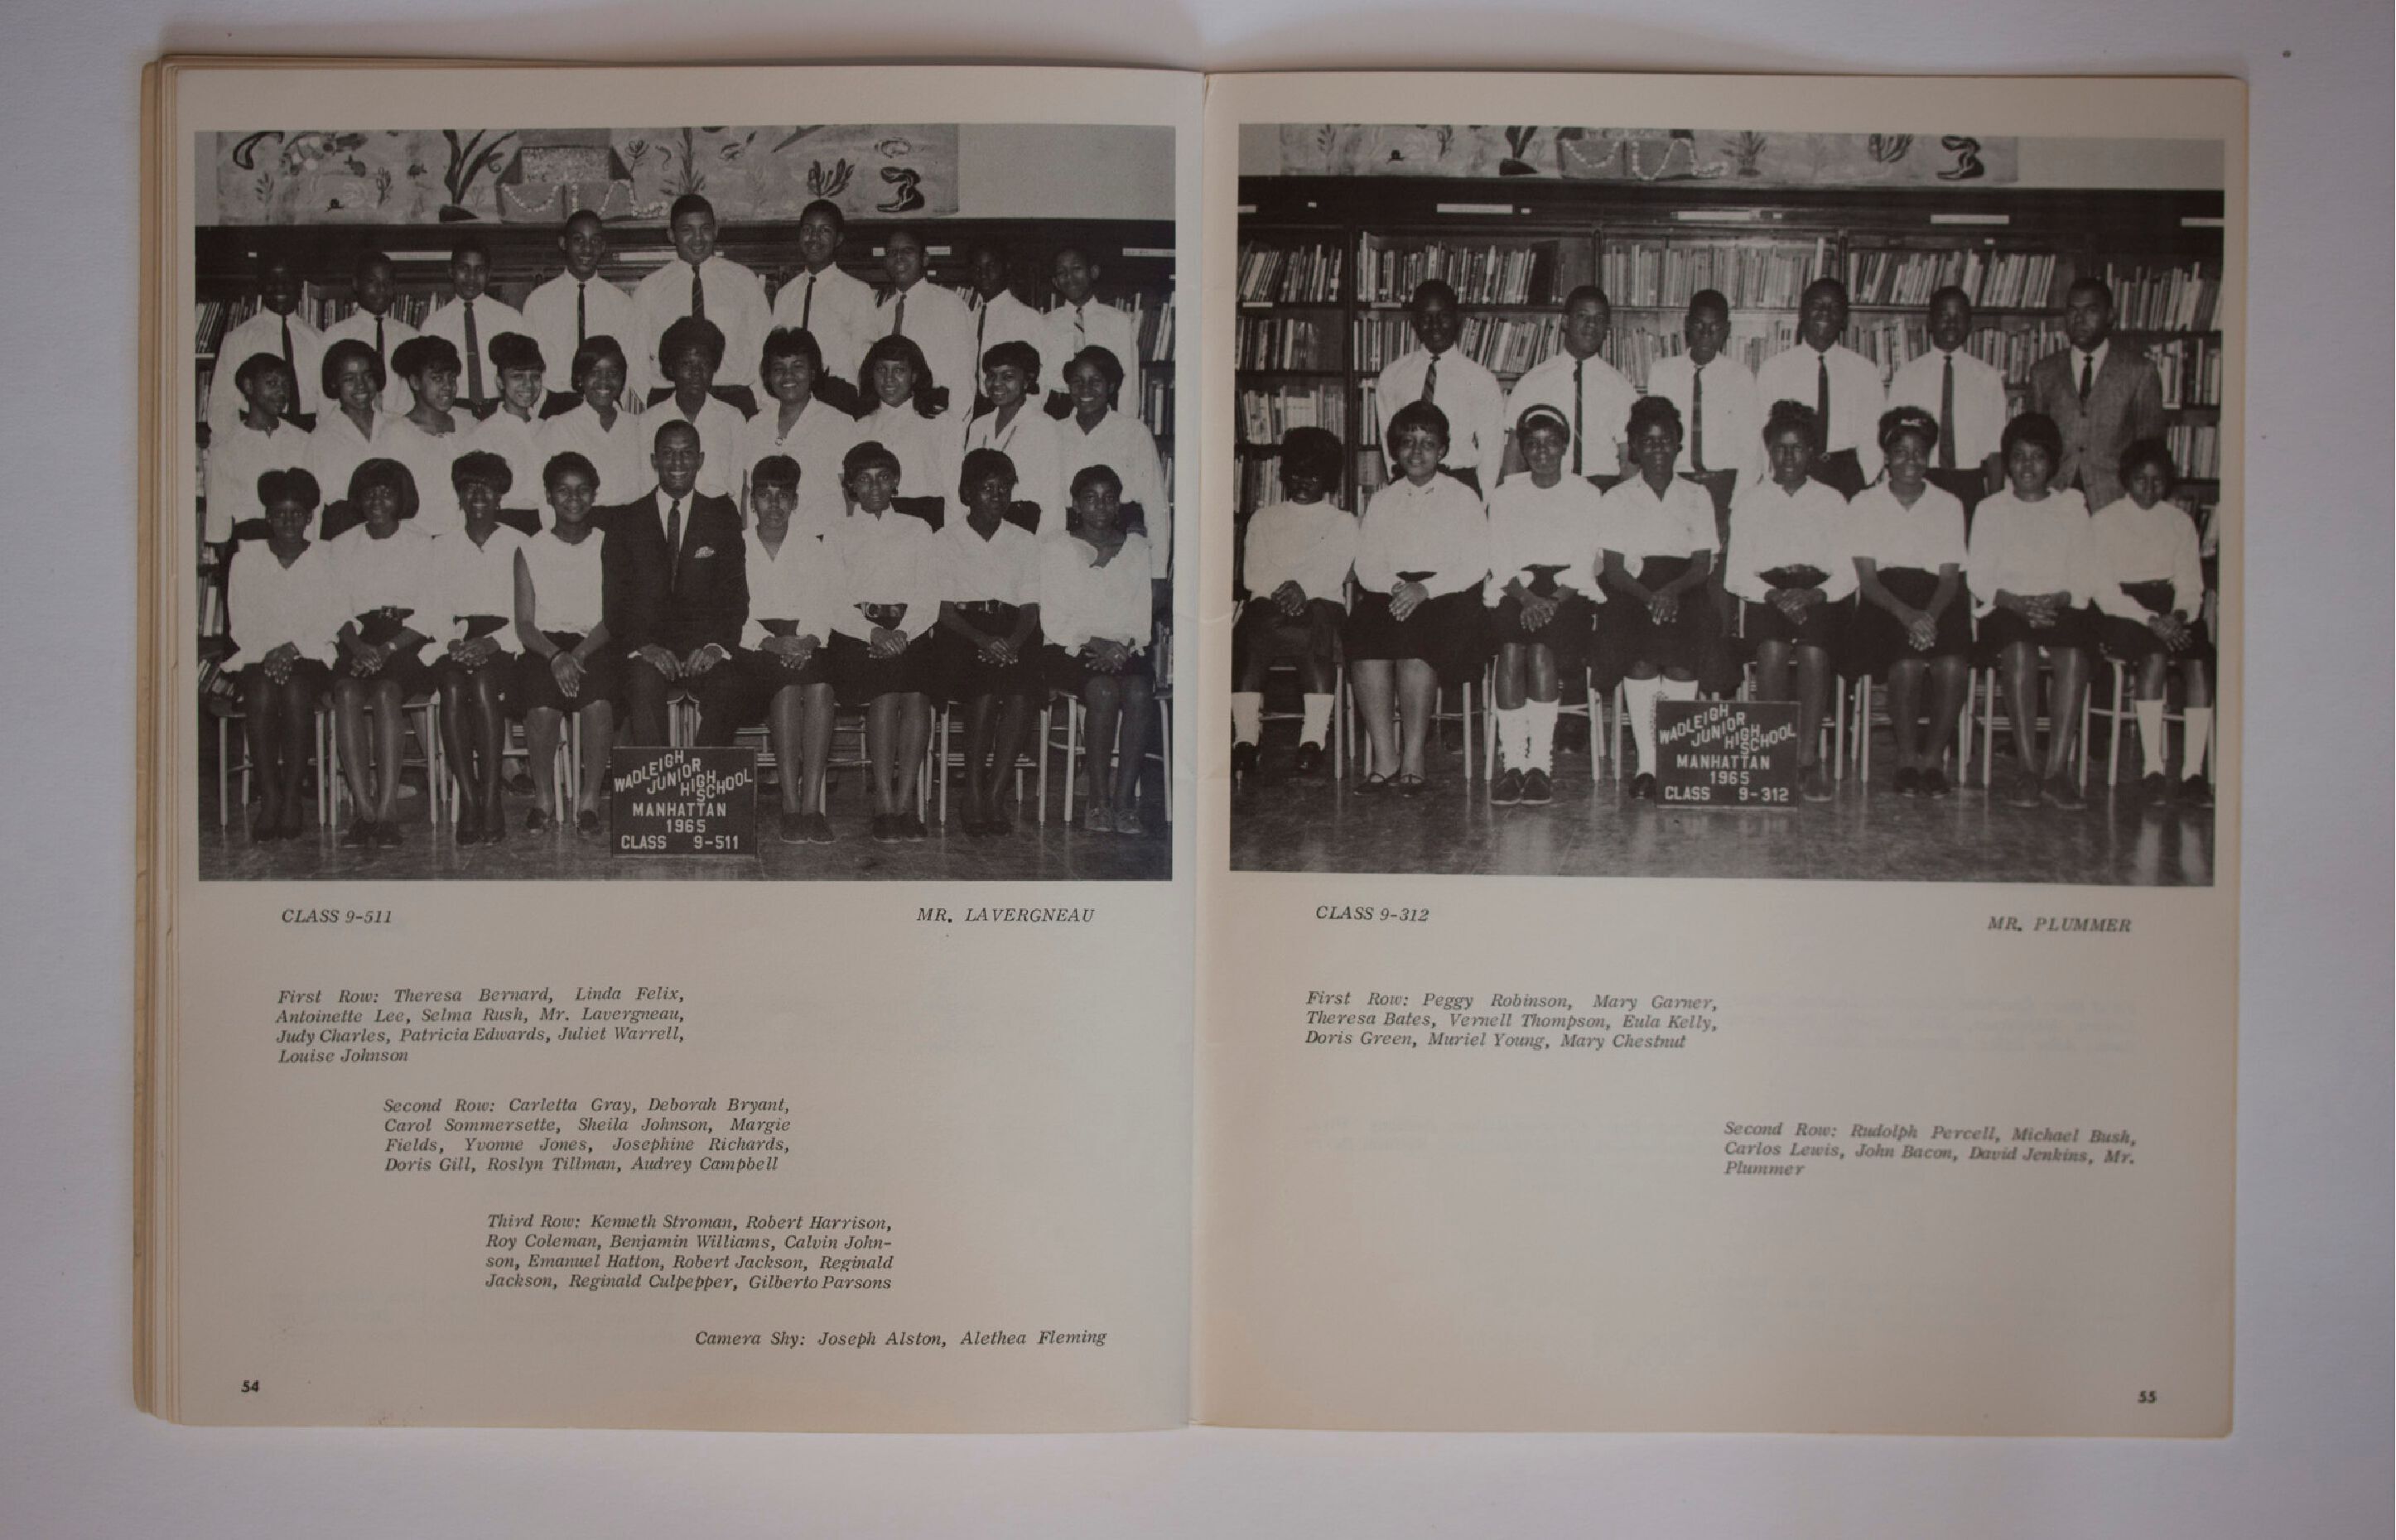 WADLEIGH
JUNIOR
HIGH
SCHOOL
MANHATTAN
1965
CLASS 9-511
CLASS 9-511 MR. LAVERGNEAU
First Row: Theresa Bernard, Linda Felix,
Antoinette Lee, Selma Rush, Mr. Lavergneau,
Judy Charles, Patricia Edwards, Juliet Warrell,
Louise Johnson
Second Row: Carletta Gray, Deborah Bryant,
Carol Sommersette, Sheila Johnson, Margie
Fields, Yvonne Jones, Josephine Richards,
Doris Gill, Roslyn Tillman, Audrey Campbell
Third Row: Kenneth Stroman, Robert Harrison,
Roy Coleman, Benjamin Williams, Calvin John-
son, Emanuel Hatton, Robert Jackson, Reginald
Jackson, Reginald Culpepper, Gilberto Parsons
Camera Shy: Joseph Alston, Alethea Fleming
54
WADLEIGH
JUNIOR
HIGH
SCHOOL
MANHATTAN
1965
CLASS 9-312
CLASS 9-312 MR. PLUMMER
First Row: Peggy Robinson, Mary Garner,
Theresa Bates, Vernell Thompson, Eula Kelly,
Doris Green, Muriel Young, Mary Chestnut
Second Row: Rudolph Percell, Michael Bush,
Carlos Lewis, John Bacon, David Jenkins, Mr.
Plummer
55